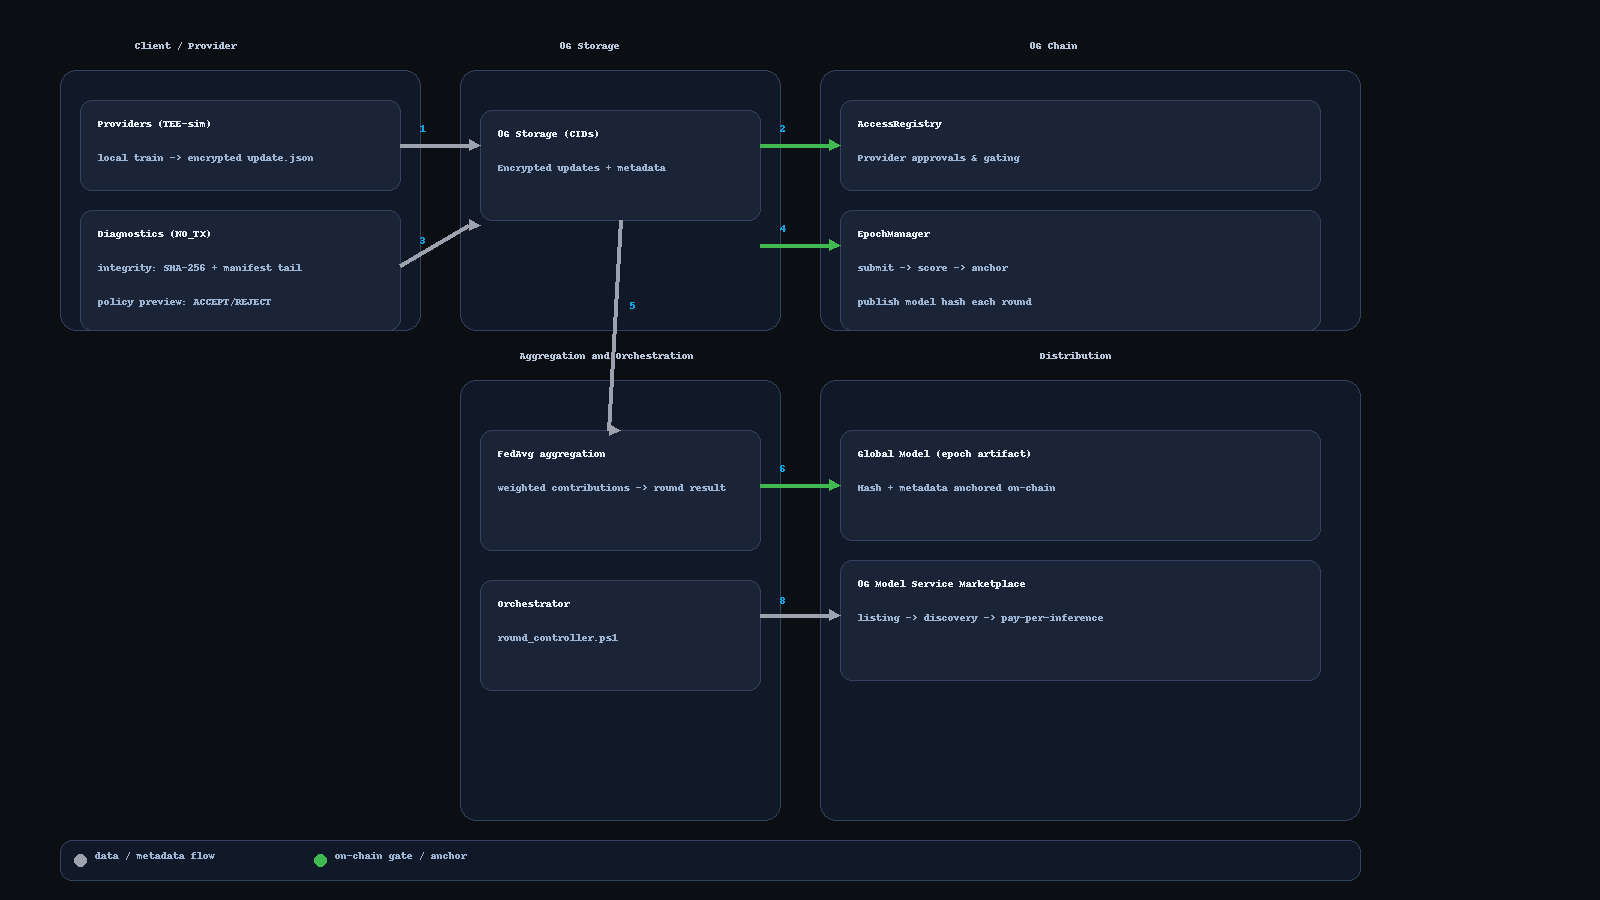 Client / Provider
0G Storage
0G Chain
Providers (TEE-sim)
local train -> encrypted update.json
1
0G Storage (CIDs)
Encrypted updates + metadata
2
AccessRegistry
Provider approvals & gating
Diagnostics (NO_TX)
integrity: SHA-256 + manifest tail
policy preview: ACCEPT/REJECT
3
4
EpochManager
submit -> score -> anchor
publish model hash each round
5
Aggregation and Orchestration
Distribution
FedAvg aggregation
weighted contributions -> round result
6
Global Model (epoch artifact)
Hash + metadata anchored on-chain
Orchestrator
round_controller.ps1
8
0G Model Service Marketplace
listing -> discovery -> pay-per-inference
data / metadata flow
on-chain gate / anchor